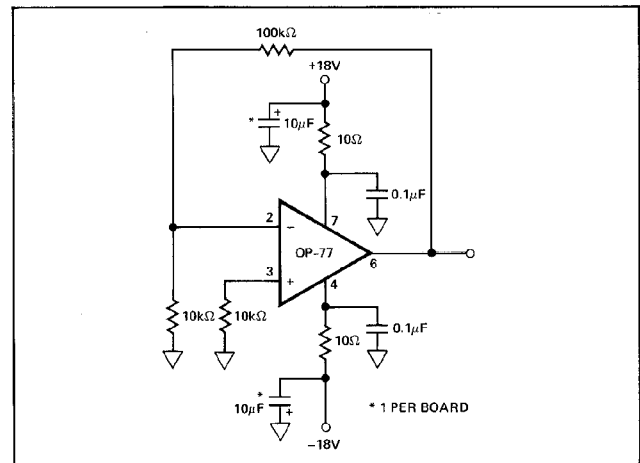 100kΩ
+18V
* + 10μF
10Ω
0.1μF
2 − 7
OP-77 6
3 + 4
10kΩ 10kΩ
10Ω 0.1μF
* 10μF +
* 1 PER BOARD
−18V